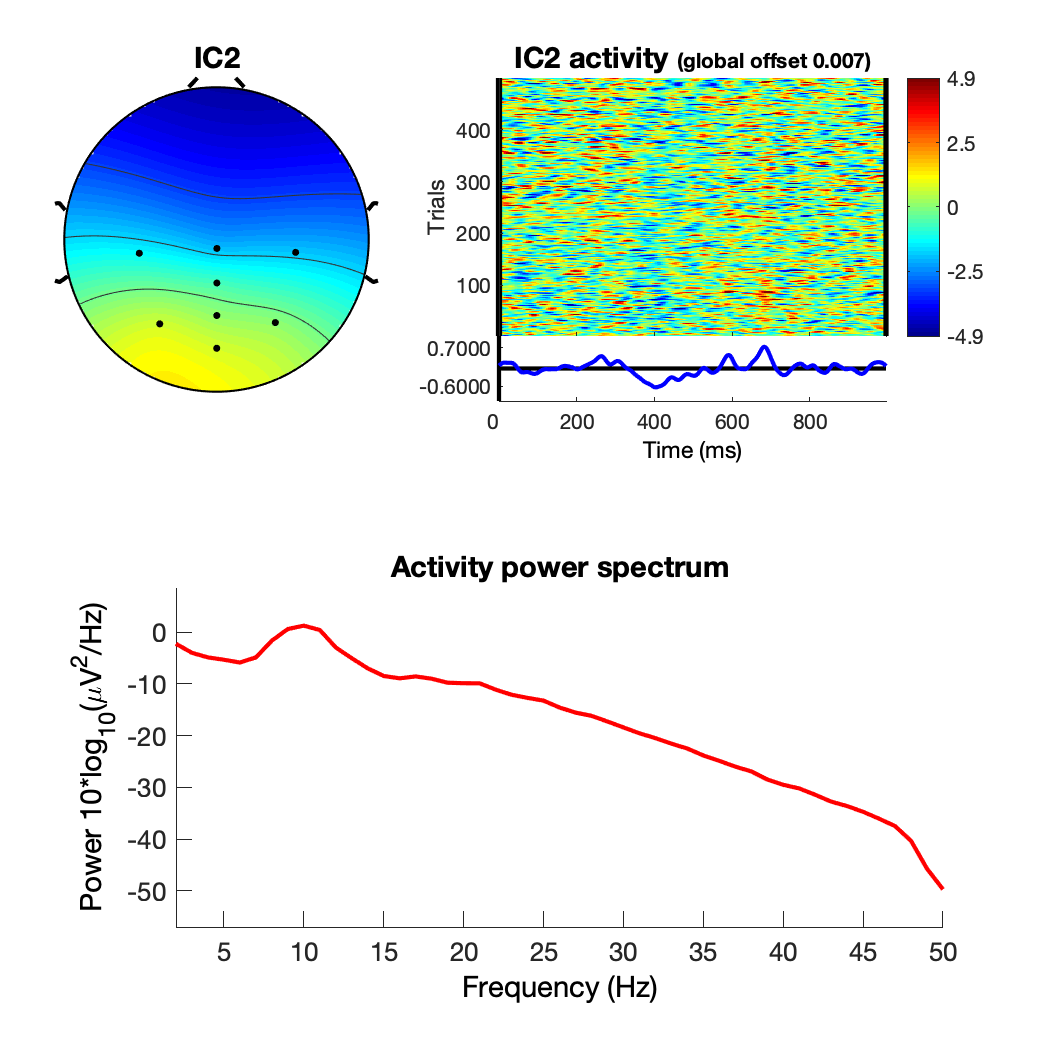 IC2
IC2 activity (global offset 0.007)
Trials
400
300
200
100
4.9
2.5
0
-2.5
-4.9
0.7000
-0.6000
0 200 400 600 800
Time (ms)
Activity power spectrum
Power 10*log10(μV2/Hz)
0
-10
-20
-30
-40
-50
5 10 15 20 25 30 35 40 45 50
Frequency (Hz)